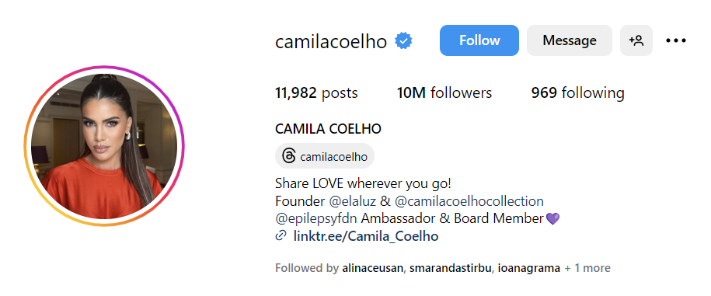 camilacoelho Follow Message
11,982 posts 10M followers 969 following
CAMILA COELHO
camilacoelho
Share LOVE wherever you go!
Founder @elaluz & @camilacoelhocollection
@epilepsyfdn Ambassador & Board Member💜
linktr.ee/Camila_Coelho
Followed by alinaceusan, smarandastirbu, ioanagrama + 1 more